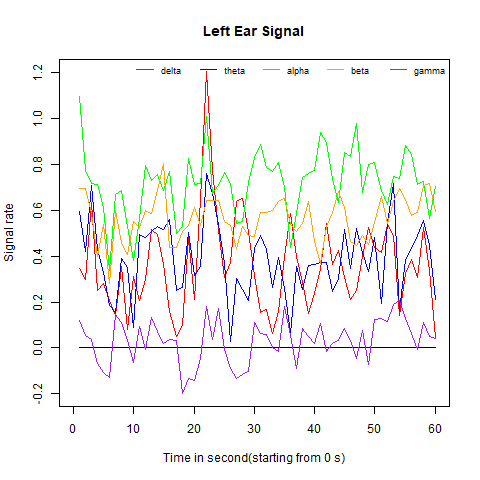 Left Ear Signal
delta theta alpha beta gamma
Signal rate
1.2
1.0
0.8
0.6
0.4
0.2
0.0
-0.2
0 10 20 30 40 50 60
Time in second(starting from 0 s)